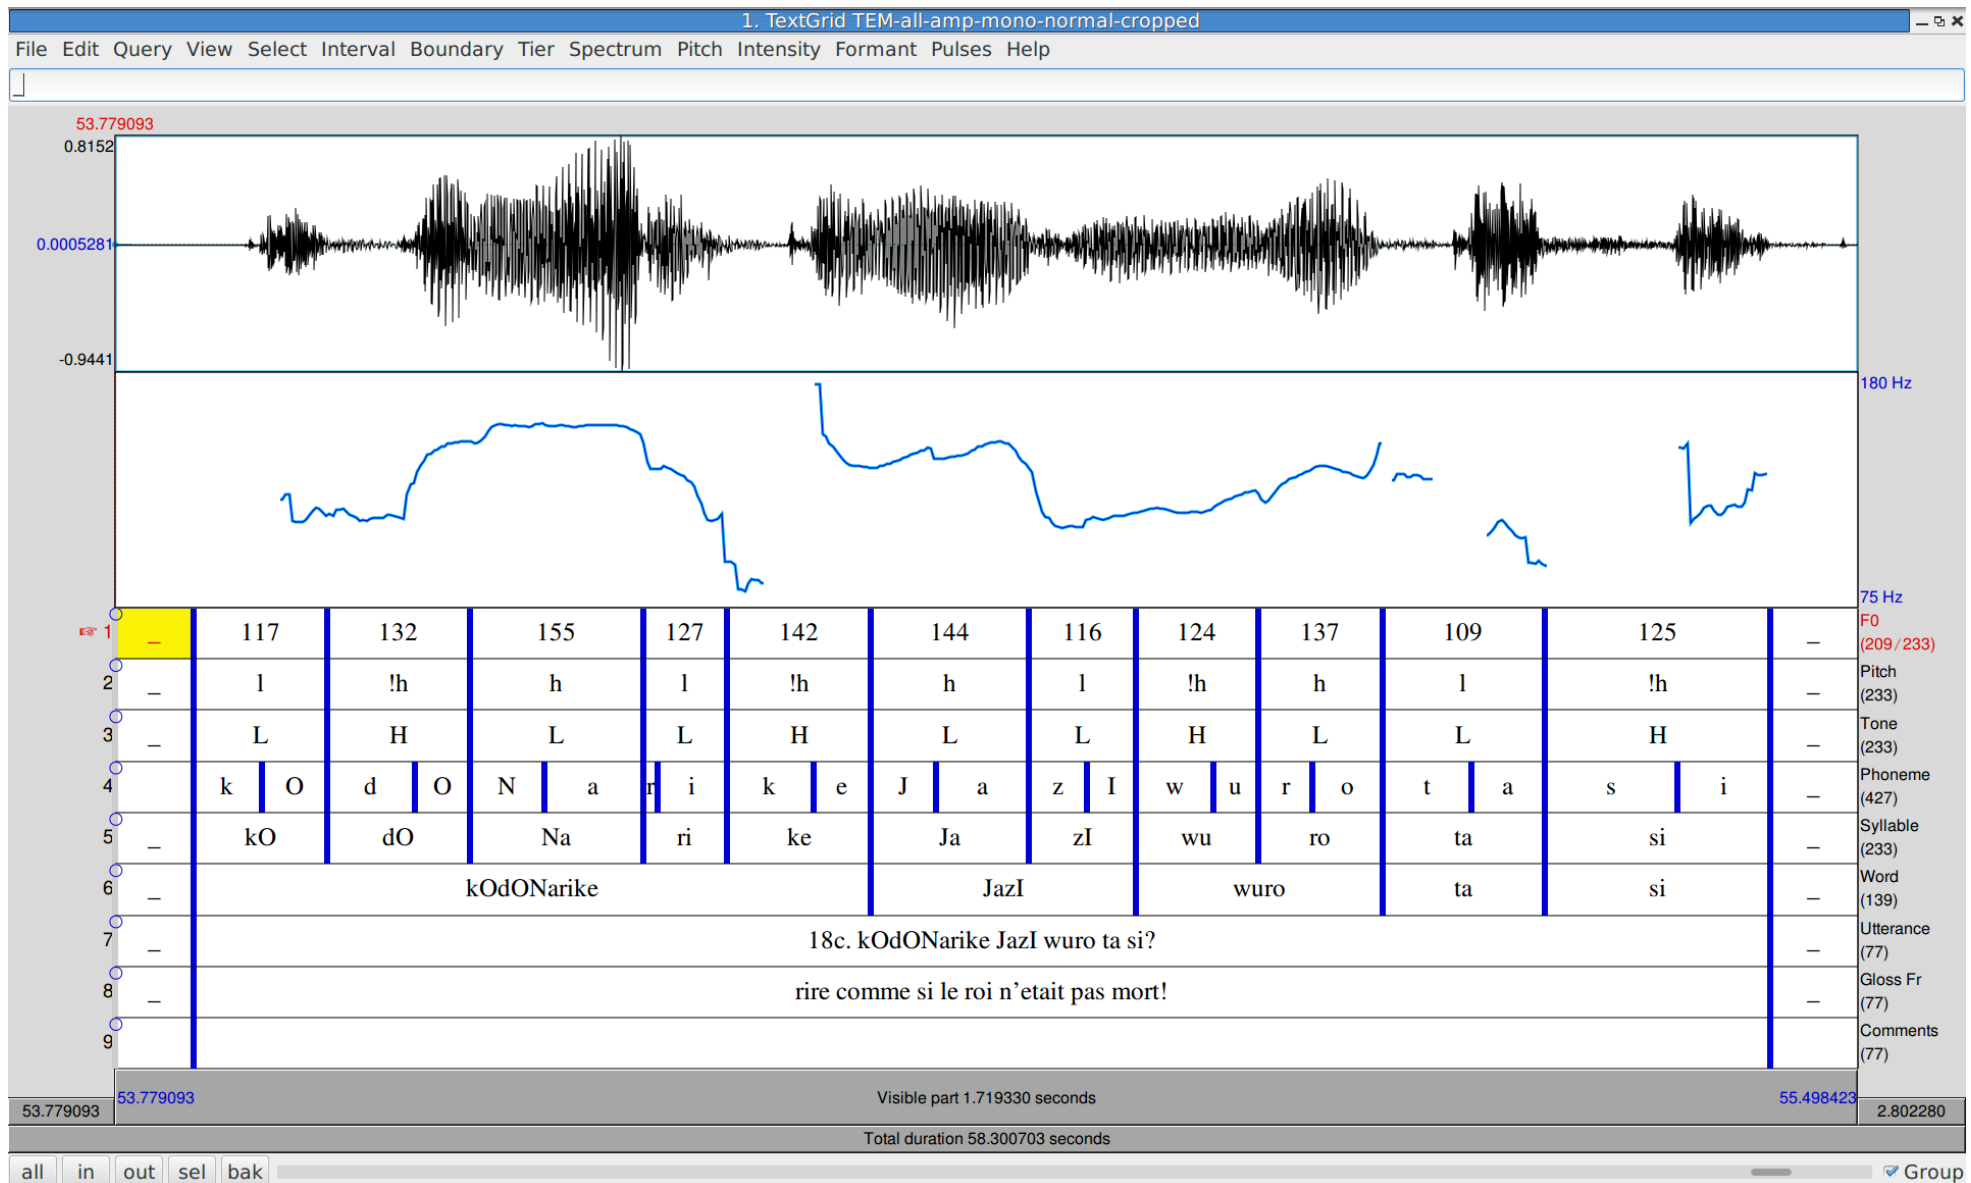 1. TextGrid TEM-all-amp-mono-normal-cropped
File Edit Query View Select Interval Boundary Tier Spectrum Pitch Intensity Formant Pulses Help
_
53.779093
0.8152
0.0005281
-0.9441
180 Hz
75 Hz
☞ 1 _ 117 132 155 127 142 144 116 124 137 109 125 _ F0 (209/233)
2 _ l !h h l !h h l !h h l !h _ Pitch (233)
3 _ L H L L H L L H L L H _ Tone (233)
4 _ k O d O N a r i k e J a z I w u r o t a s i _ Phoneme (427)
5 _ kO dO Na ri ke Ja zI wu ro ta si _ Syllable (233)
6 _ kOdONarike JazI wuro ta si _ Word (139)
7 _ 18c. kOdONarike JazI wuro ta si? _ Utterance (77)
8 _ rire comme si le roi n'etait pas mort! _ Gloss Fr (77)
9 Comments (77)
53.779093 53.779093 Visible part 1.719330 seconds 55.498423 2.802280
Total duration 58.300703 seconds
all in out sel bak Group